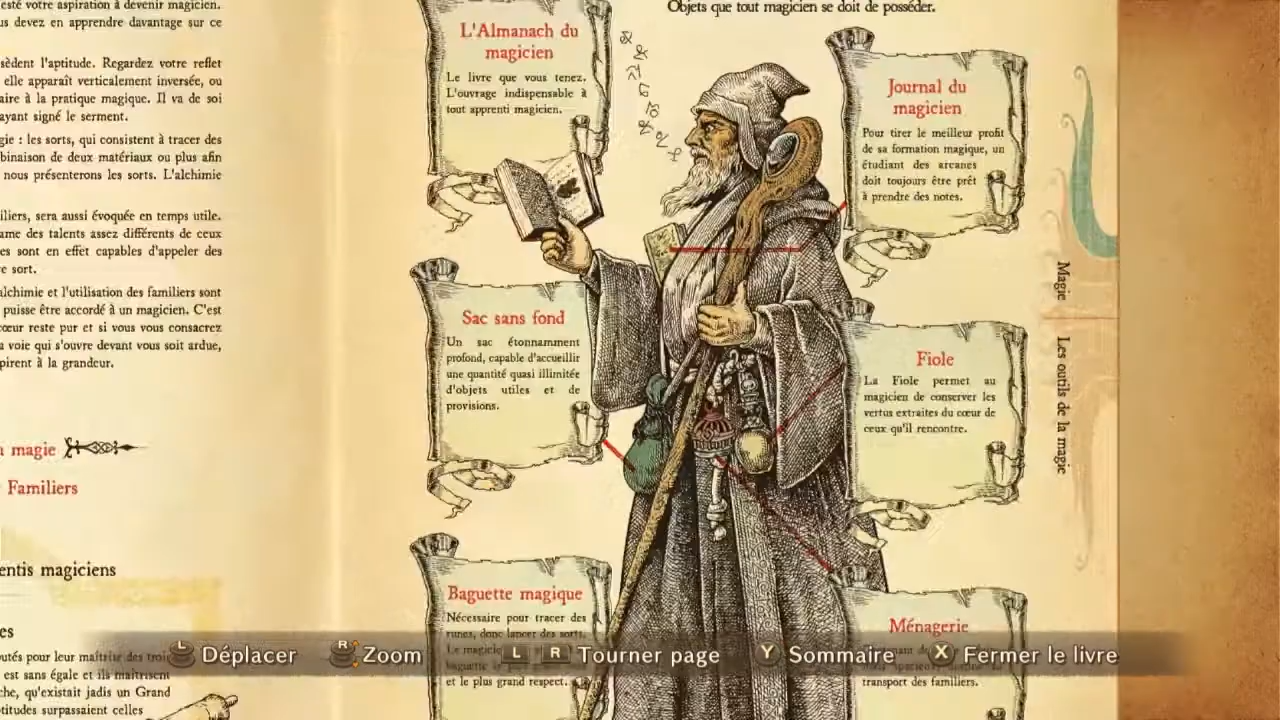 esté votre aspiration à devenir magicien.
us devez en apprendre davantage sur ce
sèdent l'aptitude. Regardez votre reflet
elle apparaît verticalement inversée, ou
aire à la pratique magique. Il va de soi
ayant signé le serment.
gie : les sorts, qui consistent à tracer des
binaison de deux matériaux ou plus afin
nous présenterons les sorts. L'alchimie
iliers, sera aussi évoquée en temps utile.
ame des talents assez différents de ceux
es sont en effet capables d'appeler des
e sort.
alchimie et l'utilisation des familiers sont
puisse être accordé à un magicien. C'est
cœur reste pur et si vous vous consacrez
a voie qui s'ouvre devant vous soit ardue,
pirent à la grandeur.
a magie
Familiers
entis magiciens
es
putés pour leur maîtrise des troi
est sans égale et ils maîtrisent
che, qu'existait jadis un Grand
titudes surpassaient celles
Objets que tout magicien se doit de posséder.
L'Almanach du
magicien
Le livre que vous tenez.
L'ouvrage indispensable à
tout apprenti magicien.
Sac sans fond
Un sac étonnamment
profond, capable d'accueillir
une quantité quasi illimitée
d'objets utiles et de
provisions.
Baguette magique
Nécessaire pour tracer des
runes, donc lancer des sorts.
Le magicie
baguette
et le plus grand respect.
Journal du
magicien
Pour tirer le meilleur profit
de sa formation magique, un
étudiant des arcanes
doit toujours être prêt
à prendre des notes.
Fiole
La Fiole permet au
magicien de conserver les
vertus extraites du cœur de
ceux qu'il rencontre.
Ménagerie
transport des familiers.
Magie
Les outils de la magie
L Déplacer R Zoom L R Tourner page Y Sommaire X Fermer le livre